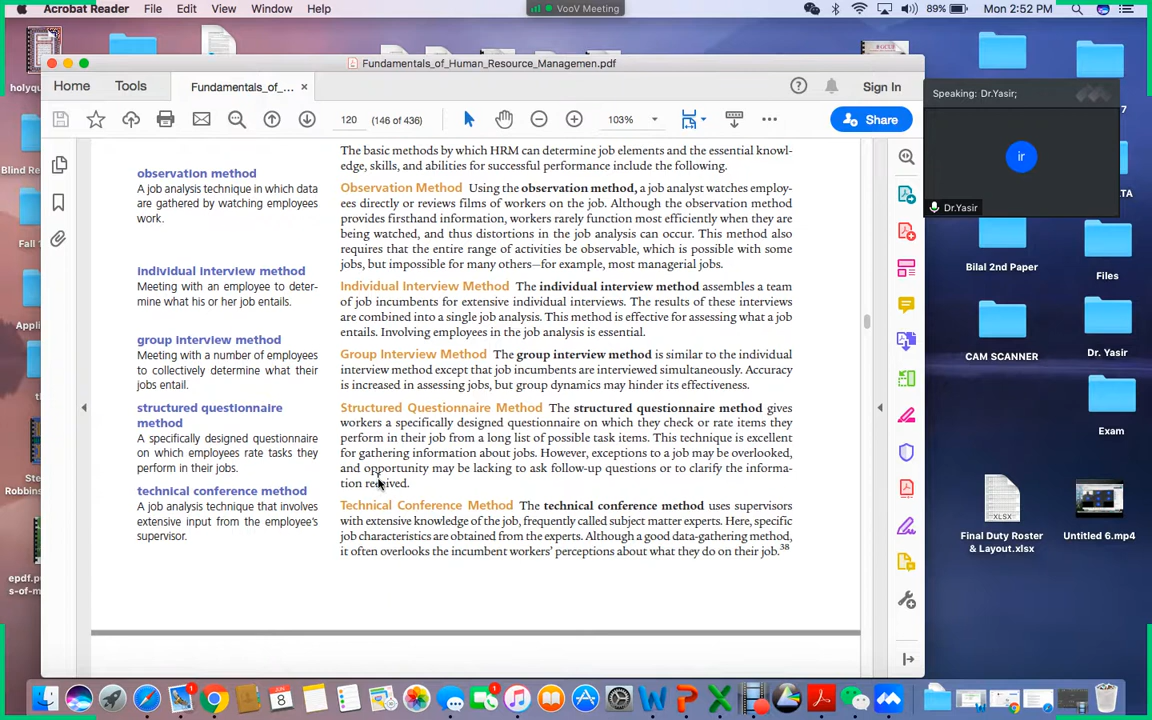 Acrobat Reader File Edit View Window Help
VooV Meeting
89% Mon 2:52 PM
Fundamentals_of_Human_Resource_Managemen.pdf
Home Tools Fundamentals_of_... × Sign In
120 (146 of 436) 103% Share
Speaking: Dr.Yasir;
ir
Dr.Yasir
The basic methods by which HRM can determine job elements and the essential knowl-
edge, skills, and abilities for successful performance include the following.
observation method
A job analysis technique in which data
are gathered by watching employees
work.
Observation Method Using the observation method, a job analyst watches employ-
ees directly or reviews films of workers on the job. Although the observation method
provides firsthand information, workers rarely function most efficiently when they are
being watched, and thus distortions in the job analysis can occur. This method also
requires that the entire range of activities be observable, which is possible with some
jobs, but impossible for many others—for example, most managerial jobs.
individual interview method
Meeting with an employee to deter-
mine what his or her job entails.
Individual Interview Method The individual interview method assembles a team
of job incumbents for extensive individual interviews. The results of these interviews
are combined into a single job analysis. This method is effective for assessing what a job
entails. Involving employees in the job analysis is essential.
group interview method
Meeting with a number of employees
to collectively determine what their
jobs entail.
Group Interview Method The group interview method is similar to the individual
interview method except that job incumbents are interviewed simultaneously. Accuracy
is increased in assessing jobs, but group dynamics may hinder its effectiveness.
structured questionnaire
method
A specifically designed questionnaire
on which employees rate tasks they
perform in their jobs.
Structured Questionnaire Method The structured questionnaire method gives
workers a specifically designed questionnaire on which they check or rate items they
perform in their job from a long list of possible task items. This technique is excellent
for gathering information about jobs. However, exceptions to a job may be overlooked,
and opportunity may be lacking to ask follow-up questions or to clarify the informa-
tion received.
technical conference method
A job analysis technique that involves
extensive input from the employee's
supervisor.
Technical Conference Method The technical conference method uses supervisors
with extensive knowledge of the job, frequently called subject matter experts. Here, specific
job characteristics are obtained from the experts. Although a good data-gathering method,
it often overlooks the incumbent workers' perceptions about what they do on their job.38
holyqu
Blind Re
Fall
Appli
Ste
Robbins
epdf.p
s-of-m
7
TA
Bilal 2nd Paper
Files
CAM SCANNER
Dr. Yasir
Exam
XLSX
Final Duty Roster
& Layout.xlsx
Untitled 6.mp4
JUN
8
1
1